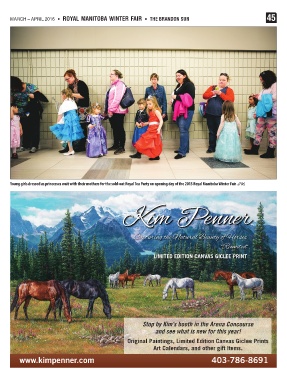 MARCH – APRIL 2016 • ROYAL MANITOBA WINTER FAIR • THE BRANDON SUN 45
Young girls dressed as princesses wait with their mothers for the sold-out Royal Tea Party on opening day of the 2015 Royal Manitoba Winter Fair.
Kim Penner
Capturing the Natural Beauty of Horses
LIMITED EDITION CANVAS GICLEE PRINT
Stop by Kim's booth in the Arena Concourse
and see what is new for this year!
Original Paintings, Limited Edition Canvas Giclee Prints
Art Calendars, and other gift items.
www.kimpenner.com 403-786-8691